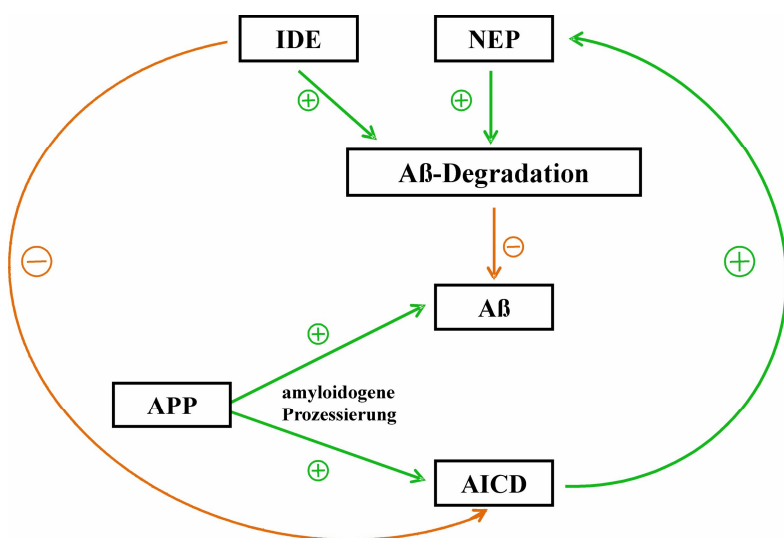 IDE
NEP
+
+
Aß-Degradation
−
−
+
Aß
+
amyloidogene
Prozessierung
APP
+
AICD